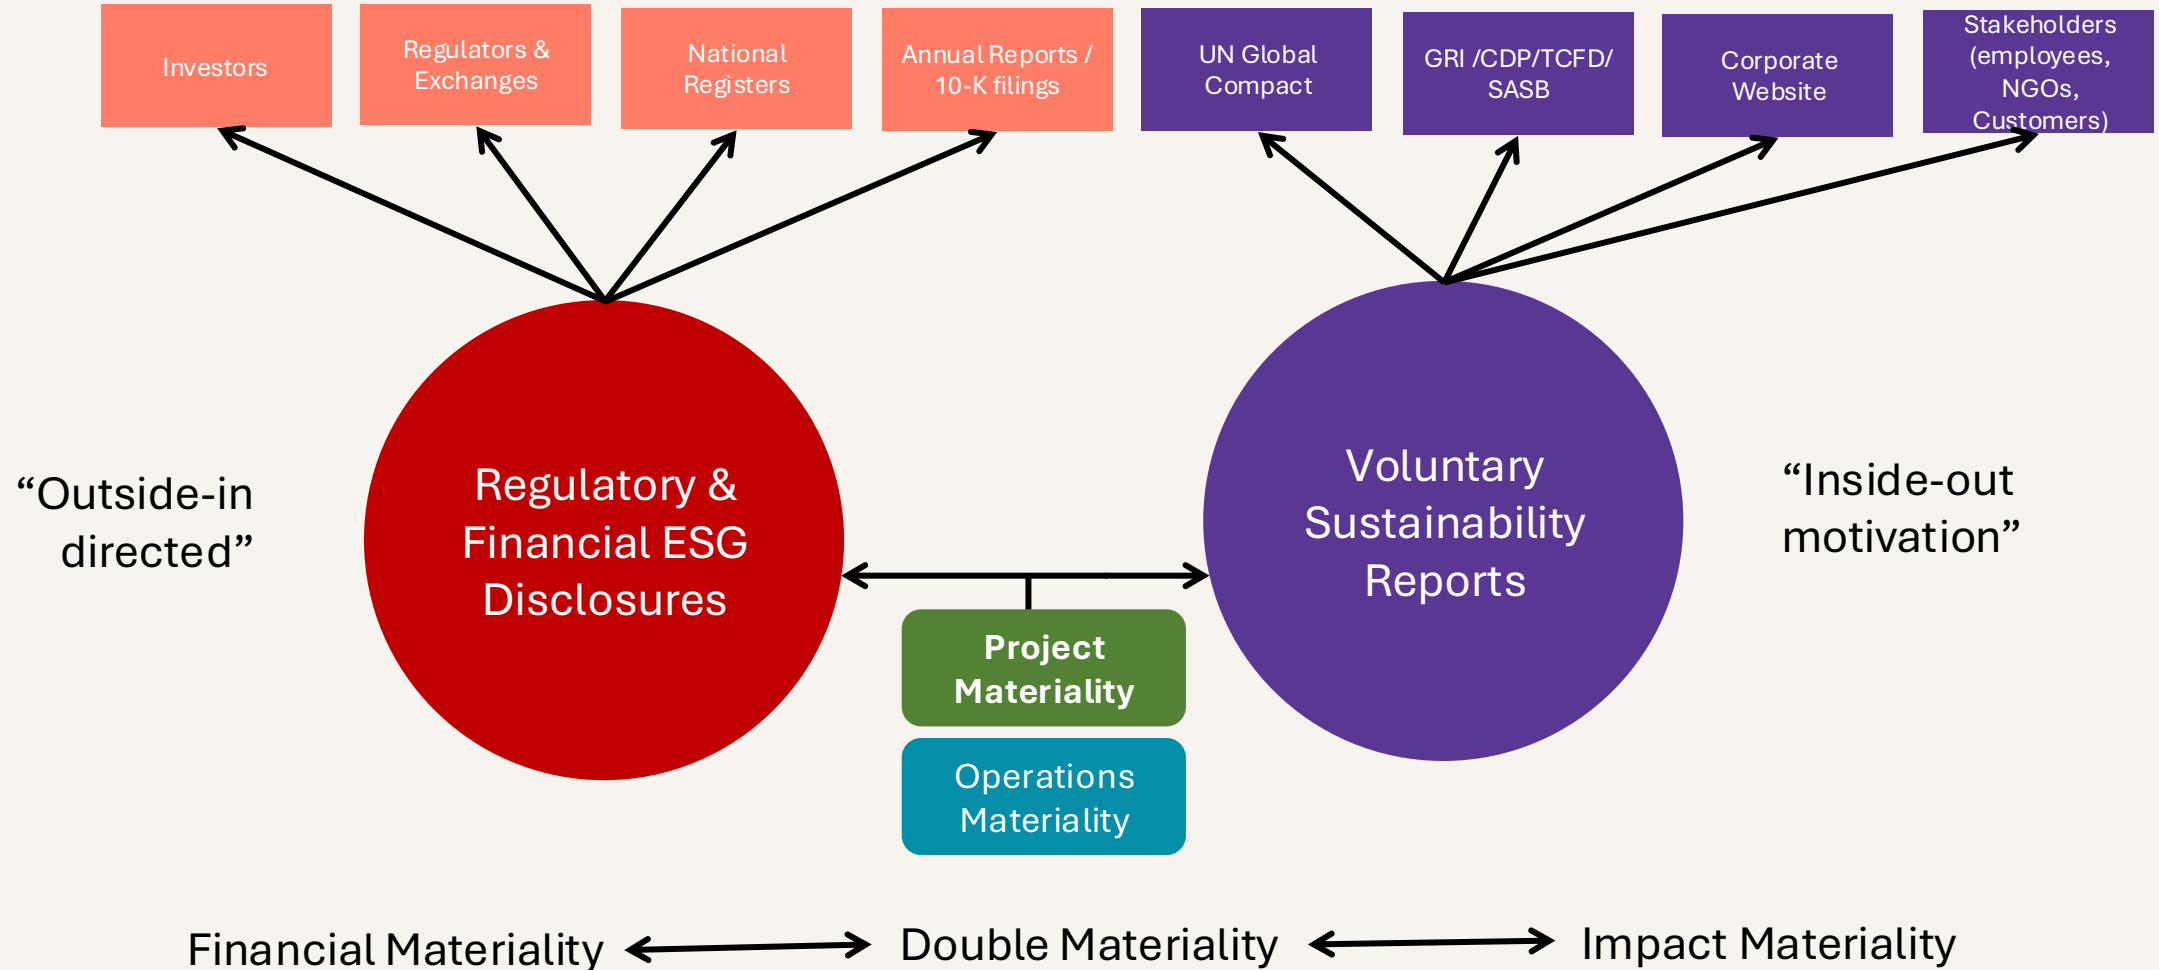 Investors
Regulators &
Exchanges
National
Registers
Annual Reports /
10-K filings
UN Global
Compact
GRI /CDP/TCFD/
SASB
Corporate
Website
Stakeholders
(employees,
NGOs,
Customers)
“Outside-in
directed”
Regulatory &
Financial ESG
Disclosures
Voluntary
Sustainability
Reports
“Inside-out
motivation”
Project
Materiality
Operations
Materiality
Financial Materiality
Double Materiality
Impact Materiality